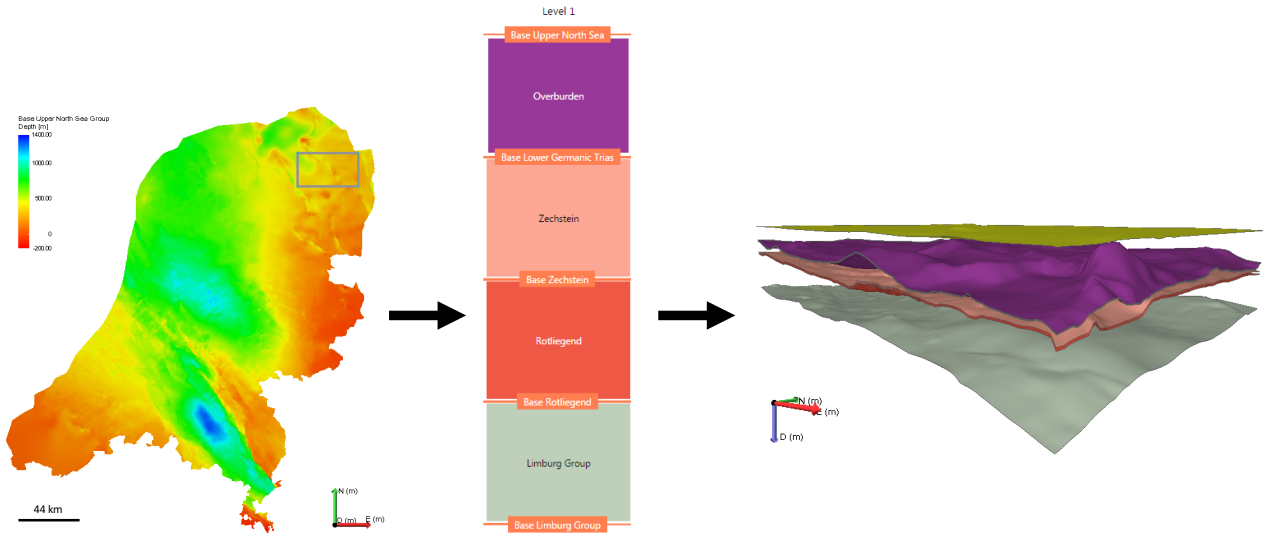 Level 1
Base Upper North Sea
Overburden
Base Lower Germanic Trias
Zechstein
Base Zechstein
Rotliegend
Base Rotliegend
Limburg Group
Base Limburg Group
Base Upper North Sea Group
Depth [m]
1400.00
1000.00
500.00
0
-200.00
44 km
N (m)
D (m)
E (m)
N (m)
E (m)
D (m)